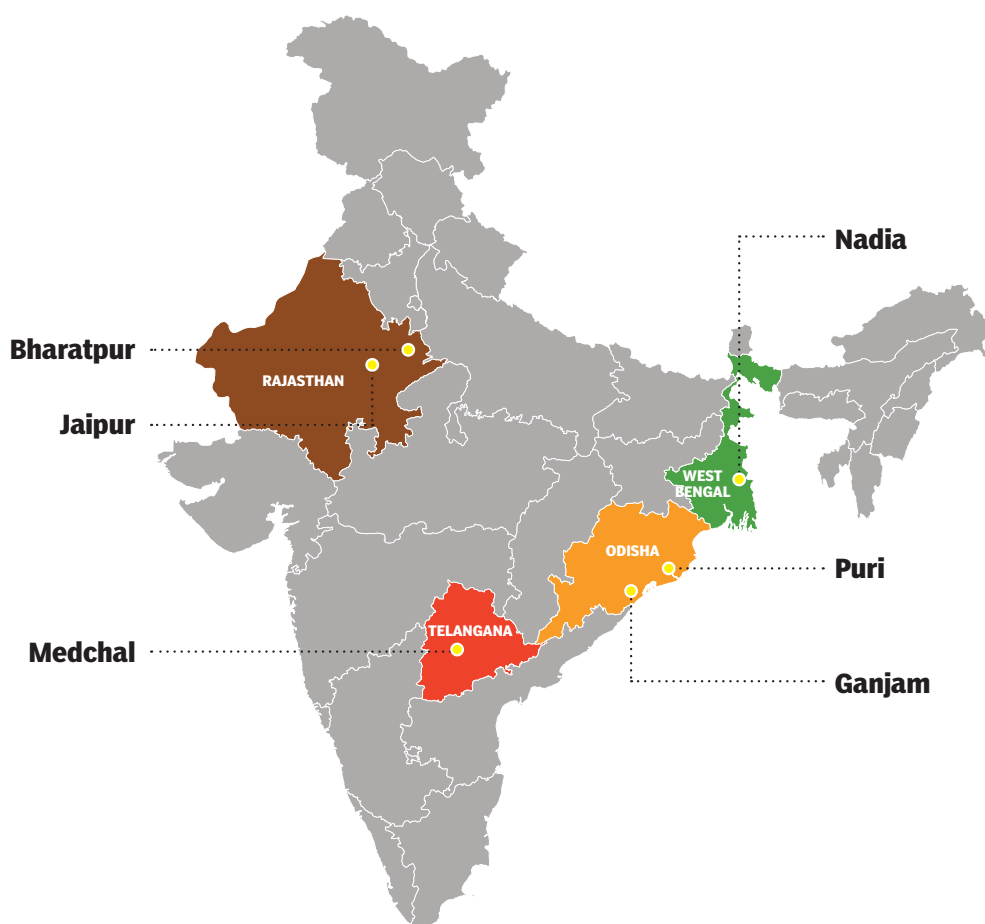 Nadia
Bharatpur
RAJASTHAN
Jaipur
WEST
BENGAL
ODISHA
Puri
TELANGANA
Medchal
Ganjam